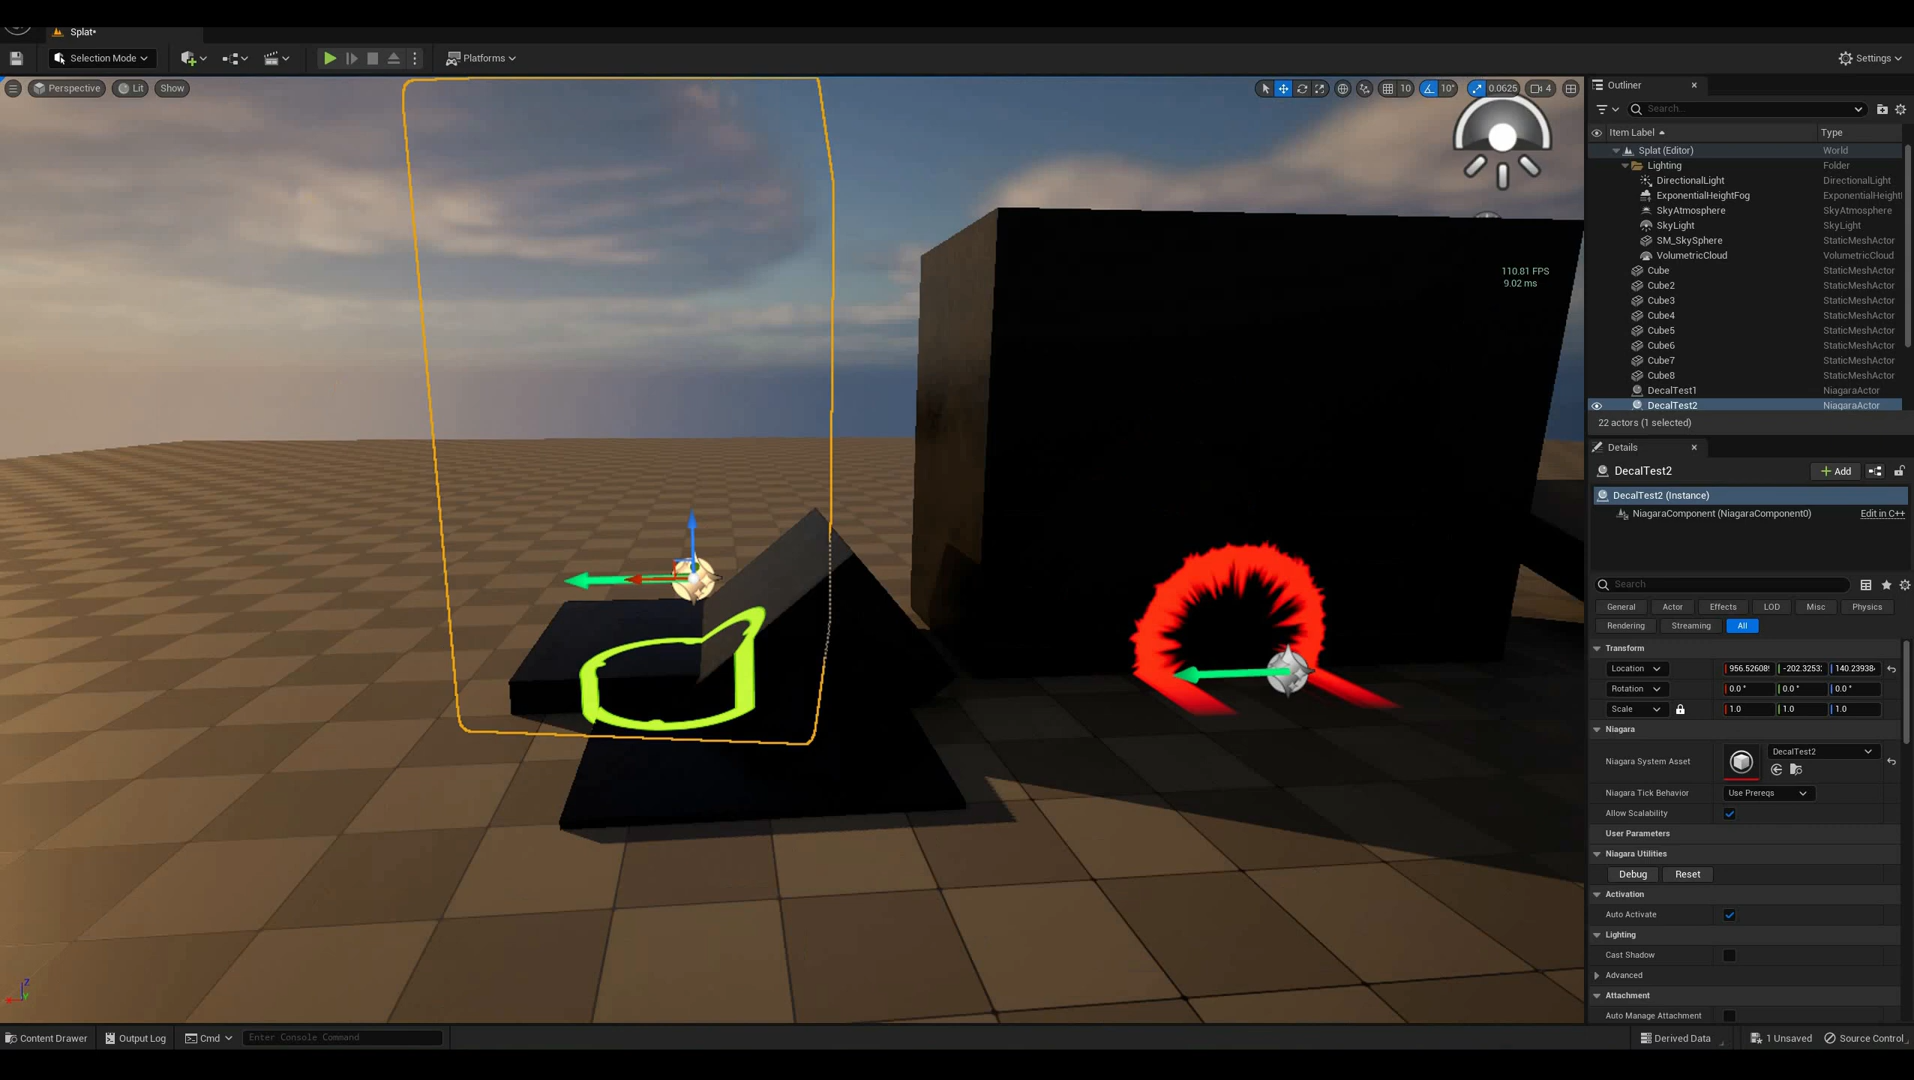 Splat*
Selection Mode
Platforms
Settings
Perspective
Lit
Show
10
10°
0.0625
4
110.81 FPS
9.02 ms
Outliner
Search...
Item Label
Type
Splat (Editor)
World
Lighting
Folder
DirectionalLight
DirectionalLight
ExponentialHeightFog
ExponentialHeightF
SkyAtmosphere
SkyAtmosphere
SkyLight
SkyLight
SM_SkySphere
StaticMeshActor
VolumetricCloud
VolumetricCloud
Cube
StaticMeshActor
Cube2
StaticMeshActor
Cube3
StaticMeshActor
Cube4
StaticMeshActor
Cube5
StaticMeshActor
Cube6
StaticMeshActor
Cube7
StaticMeshActor
Cube8
StaticMeshActor
DecalTest1
NiagaraActor
DecalTest2
NiagaraActor
22 actors (1 selected)
Details
DecalTest2
Add
DecalTest2 (Instance)
NiagaraComponent (NiagaraComponent0)
Edit in C++
Search
General
Actor
Effects
LOD
Misc
Physics
Rendering
Streaming
All
Transform
Location
956.52608
-202.3253
140.23938
Rotation
0.0 °
0.0 °
0.0 °
Scale
1.0
1.0
1.0
Niagara
Niagara System Asset
DecalTest2
Niagara Tick Behavior
Use Prereqs
Allow Scalability
User Parameters
Niagara Utilities
Debug
Reset
Activation
Auto Activate
Lighting
Cast Shadow
Advanced
Attachment
Auto Manage Attachment
Z
Content Drawer
Output Log
Cmd
Enter Console Command
Derived Data
1 Unsaved
Source Control